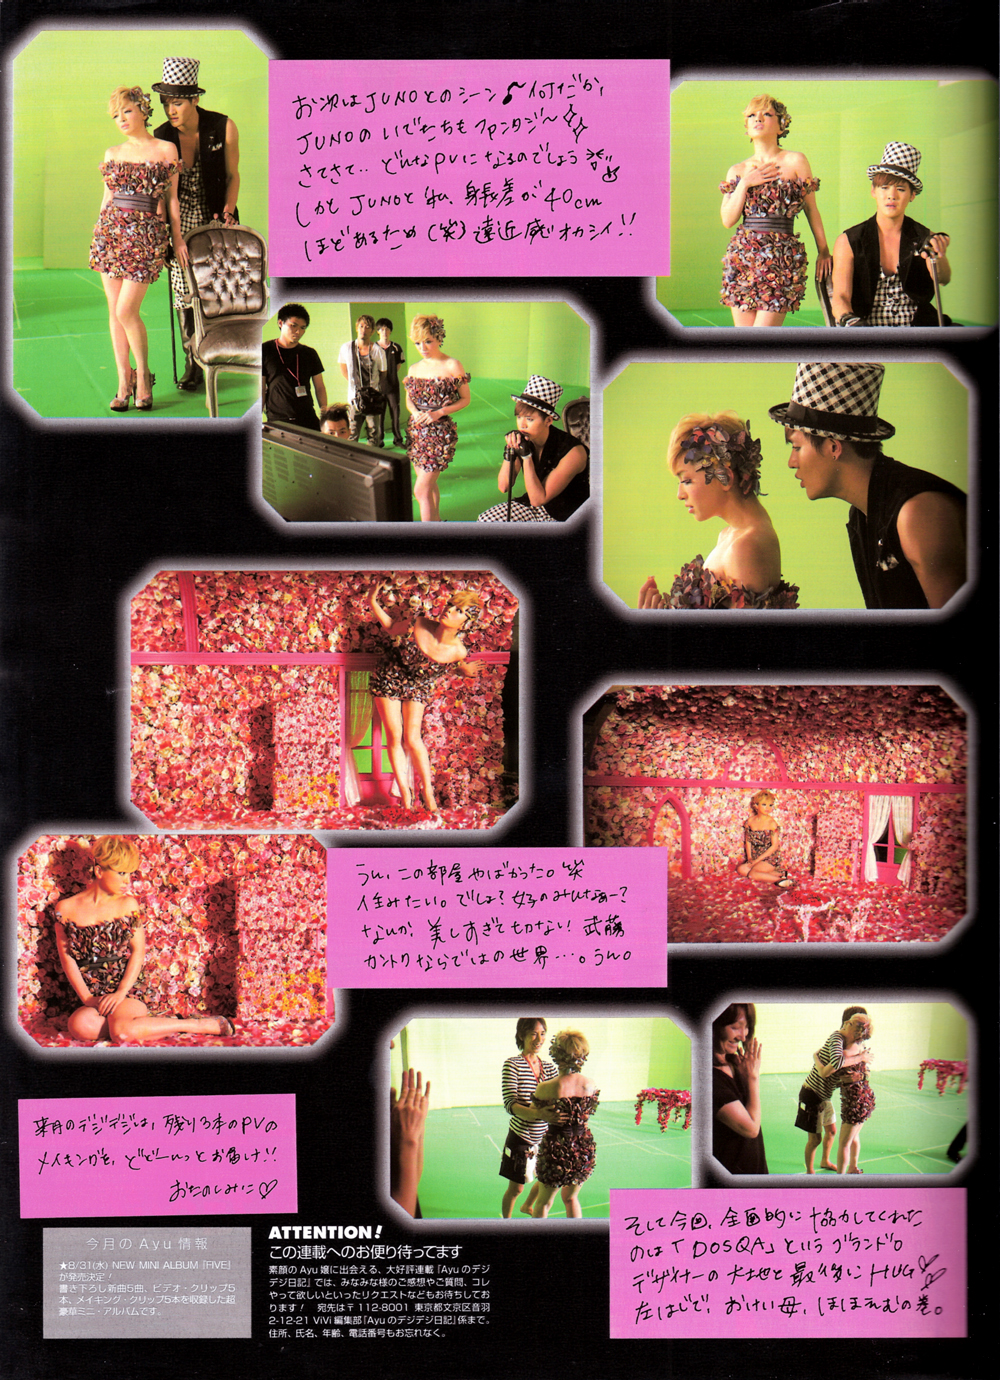 お次はJUNOとのシーン♪何だか、
JUNOのいでたちもファンタジ〜
さてさて.. どんなPVになるのでしょう
しかもJUNOと私、身長差が40cm
ほどあるため(笑)遠近感オカシイ!!
うん、この部屋やばかった。笑
住みたい。でしょ?女子のみんなぁー?
なんか、美しすぎてせつない!武藤
カントクならではの世界…。うん。
来月のデジデジは、残り3本のPVの
メイキングを、どどーんっとお届け!!
おたのしみに♡
そして今回、全面的に協力してくれた
のは「DOSQA」というブランド。
デザイナーの大地と最後にHUG♡♡
左はじで、おけい母、ほほえむの巻。
今月のAyu情報
★8/31(水) NEW MINI ALBUM『FIVE』
が発売決定!
書き下ろし新曲5曲、ビデオ・クリップ5
本、メイキング・クリップ5本を収録した超
豪華ミニ・アルバムです。
ATTENTION!
この連載へのお便り待ってます
素顔のAyu嬢に出会える、大好評連載「Ayuのデジ
デジ日記」では、みなみな様のご感想やご質問、コレ
やって欲しいといったリクエストなどもお待ちしてお
ります! 宛先は〒112-8001 東京都文京区音羽
2-12-21 ViVi編集部「Ayuのデジデジ日記」係まで。
住所、氏名、年齢、電話番号もお忘れなく。